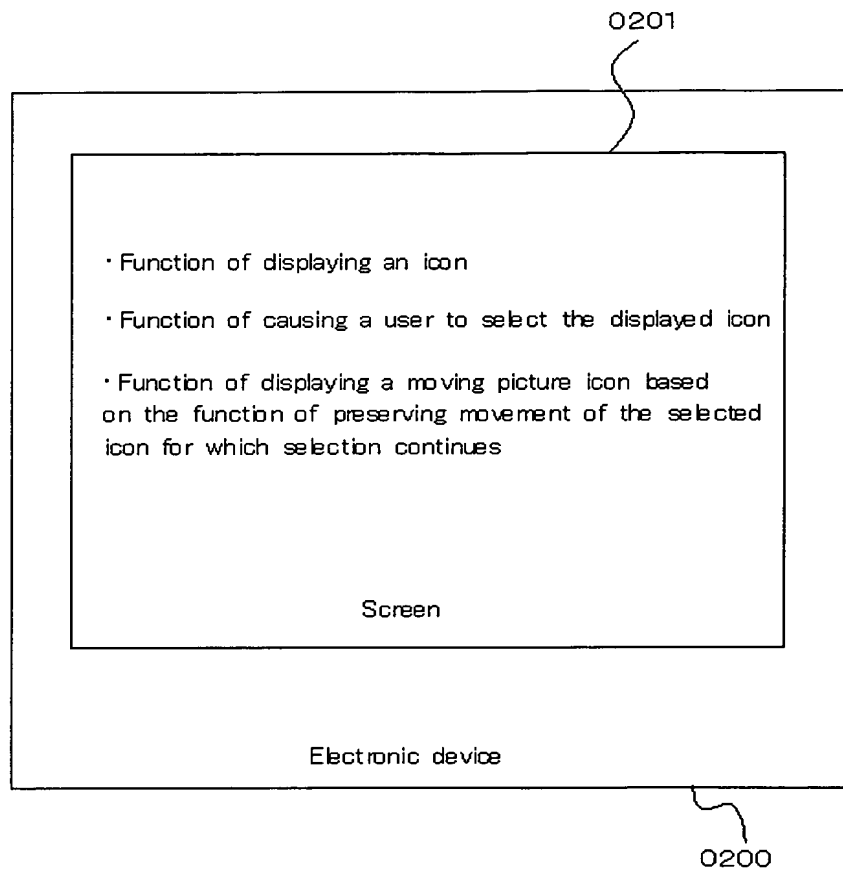 0201
・Function of displaying an icon
・Function of causing a user to select the displayed icon
・Function of displaying a moving picture icon based
on the function of preserving movement of the selected
icon for which selection continues
Screen
Electronic device
0200